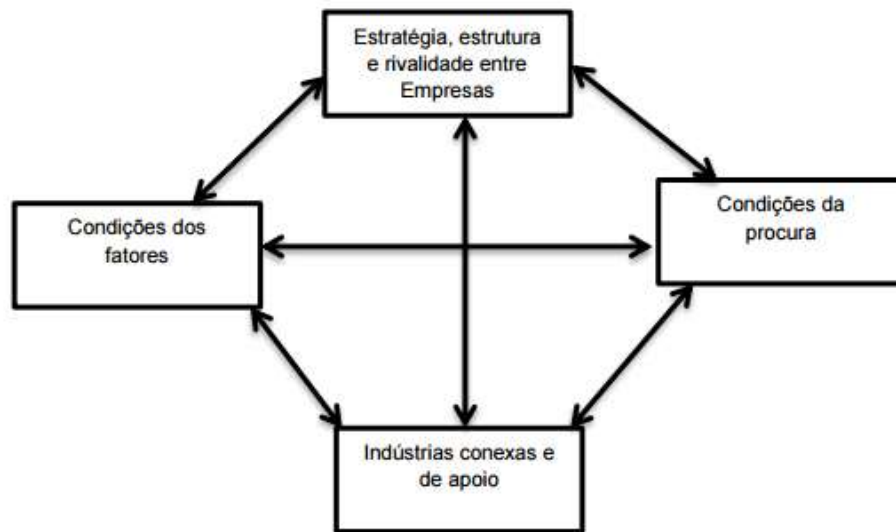 Estratégia, estrutura
e rivalidade entre
Empresas
Condições dos
fatores
Condições da
procura
Indústrias conexas e
de apoio